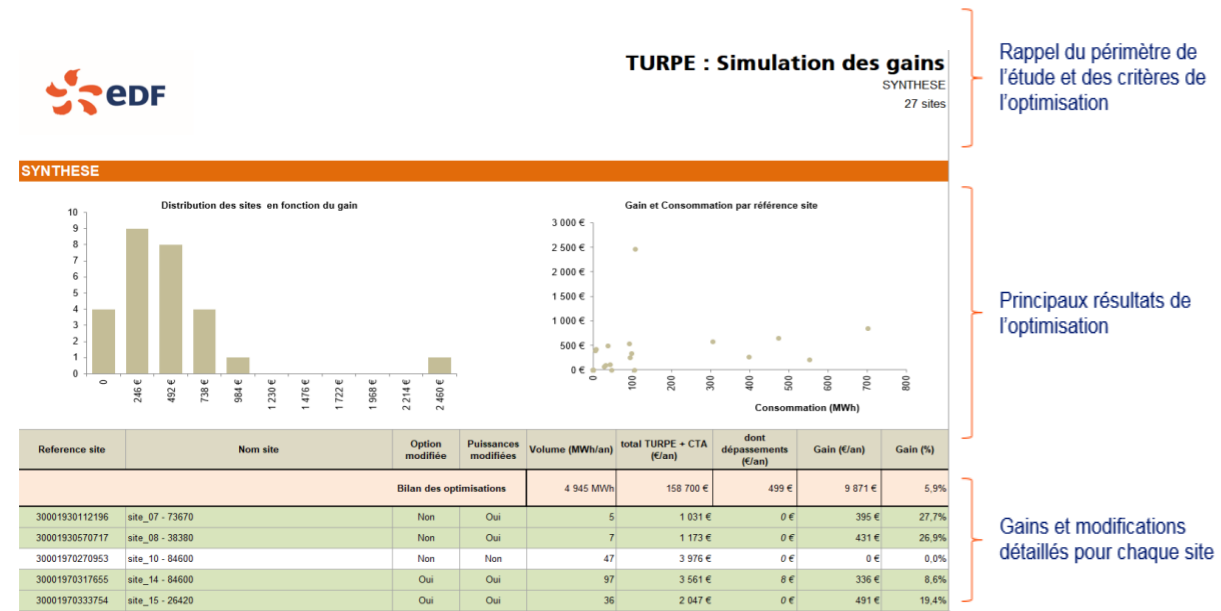 eDF
TURPE : Simulation des gains
SYNTHESE
27 sites
Rappel du périmètre de
l'étude et des critères de
l'optimisation
SYNTHESE
Distribution des sites en fonction du gain
10
9
8
7
6
5
4
3
2
1
0
0
246 €
492 €
738 €
984 €
1 230 €
1 476 €
1 722 €
1 968 €
2 214 €
2 460 €
Gain et Consommation par référence site
3 000 €
2 500 €
2 000 €
1 500 €
1 000 €
500 €
0 €
0
100
200
300
400
500
600
700
800
Consommation (MWh)
Principaux résultats de
l'optimisation
Reference site Nom site Option modifiée Puissances modifiées Volume (MWh/an) total TURPE + CTA (€/an) dont dépassements (€/an) Gain (€/an) Gain (%)
Bilan des optimisations 4 945 MWh 158 700 € 499 € 9 871 € 5,9%
30001930112196 site_07 - 73670 Non Oui 5 1 031 € 0 € 395 € 27,7%
30001930570717 site_08 - 38380 Non Oui 7 1 173 € 0 € 431 € 26,9%
30001970270953 site_10 - 84600 Non Non 47 3 976 € 0 € 0 € 0,0%
30001970317655 site_14 - 84600 Oui Oui 97 3 561 € 8 € 336 € 8,6%
30001970333754 site_15 - 26420 Oui Oui 36 2 047 € 0 € 491 € 19,4%
Gains et modifications
détaillés pour chaque site